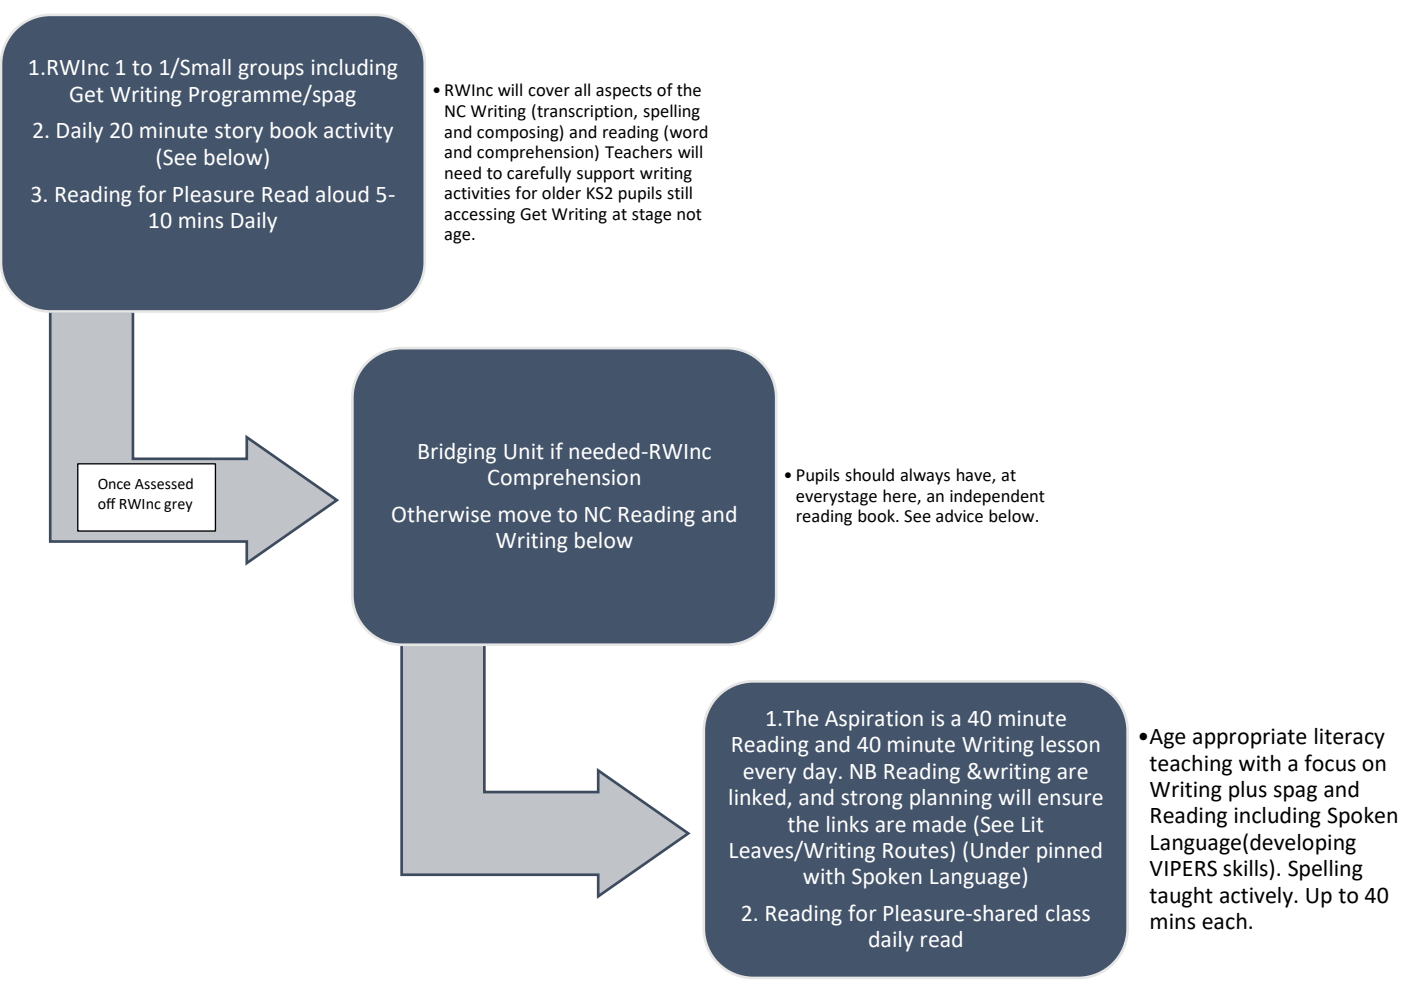 1.RWInc 1 to 1/Small groups including
Get Writing Programme/spag
2. Daily 20 minute story book activity
(See below)
3. Reading for Pleasure Read aloud 5-
10 mins Daily
• RWInc will cover all aspects of the
NC Writing (transcription, spelling
and composing) and reading (word
and comprehension) Teachers will
need to carefully support writing
activities for older KS2 pupils still
accessing Get Writing at stage not
age.
Once Assessed
off RWInc grey
Bridging Unit if needed-RWInc
Comprehension
Otherwise move to NC Reading and
Writing below
• Pupils should always have, at
everystage here, an independent
reading book. See advice below.
1.The Aspiration is a 40 minute
Reading and 40 minute Writing lesson
every day. NB Reading &writing are
linked, and strong planning will ensure
the links are made (See Lit
Leaves/Writing Routes) (Under pinned
with Spoken Language)
2. Reading for Pleasure-shared class
daily read
•Age appropriate literacy
teaching with a focus on
Writing plus spag and
Reading including Spoken
Language(developing
VIPERS skills). Spelling
taught actively. Up to 40
mins each.